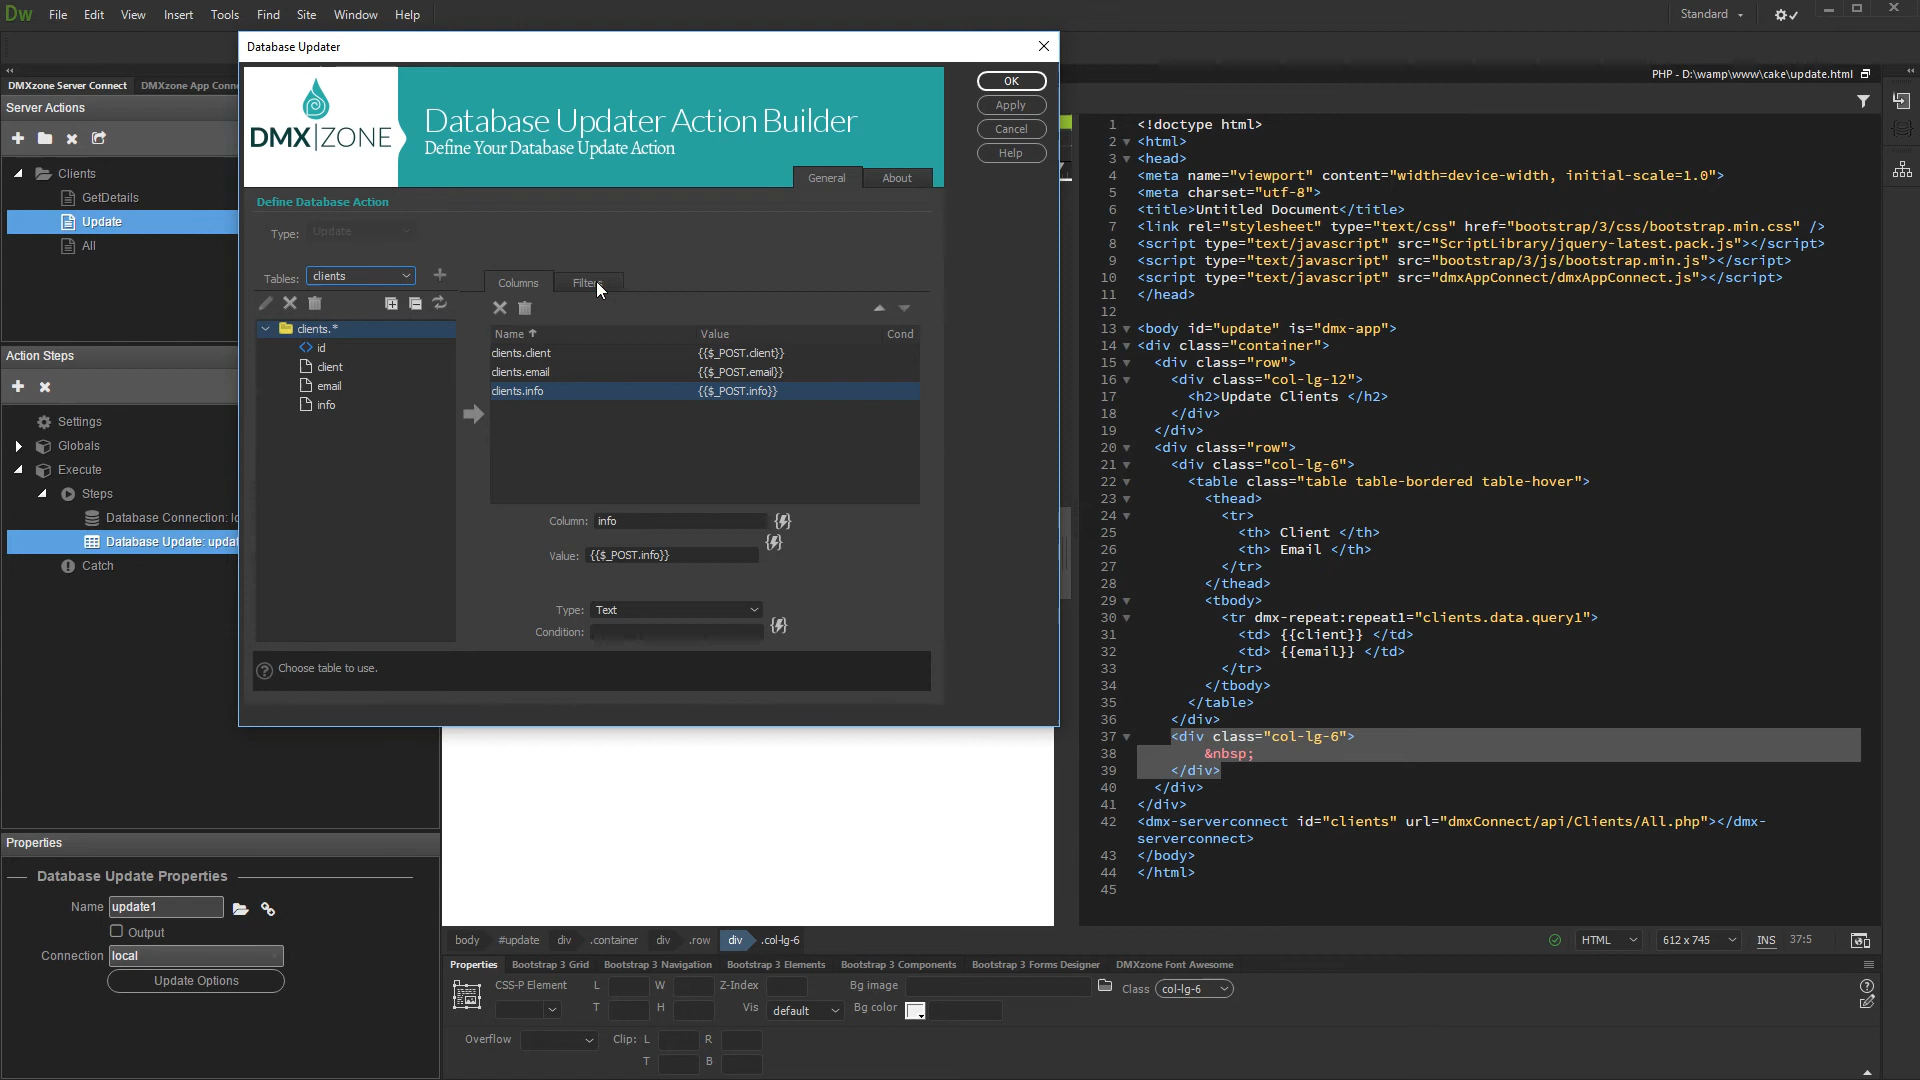 Dw File Edit View Insert Tools Find Site Window Help Standard
Database Updater
DMXzone Server Connect DMXzone App Conn
Server Actions
Clients
GetDetails
Update
All
Action Steps
Settings
Globals
Execute
Steps
Database Connection: lo
Database Update: updat
Catch
Properties
Database Update Properties
Name update1
Output
Connection local
Update Options
DMX|ZONE
Database Updater Action Builder
Define Your Database Update Action
General About
OK
Apply
Cancel
Help
Define Database Action
Type: Update
Tables: clients
Columns Filters
clients.*
id
client
email
info
Name Value Cond
clients.client {{$_POST.client}}
clients.email {{$_POST.email}}
clients.info {{$_POST.info}}
Column: info
Value: {{$_POST.info}}
Type: Text
Condition:
Choose table to use.
PHP - D:\wamp\www\cake\update.html
1 <!doctype html>
2 <html>
3 <head>
4 <meta name="viewport" content="width=device-width, initial-scale=1.0">
5 <meta charset="utf-8">
6 <title>Untitled Document</title>
7 <link rel="stylesheet" type="text/css" href="bootstrap/3/css/bootstrap.min.css" />
8 <script type="text/javascript" src="ScriptLibrary/jquery-latest.pack.js"></script>
9 <script type="text/javascript" src="bootstrap/3/js/bootstrap.min.js"></script>
10 <script type="text/javascript" src="dmxAppConnect/dmxAppConnect.js"></script>
11 </head>
12
13 <body id="update" is="dmx-app">
14 <div class="container">
15 <div class="row">
16 <div class="col-lg-12">
17 <h2>Update Clients </h2>
18 </div>
19 </div>
20 <div class="row">
21 <div class="col-lg-6">
22 <table class="table table-bordered table-hover">
23 <thead>
24 <tr>
25 <th> Client </th>
26 <th> Email </th>
27 </tr>
28 </thead>
29 <tbody>
30 <tr dmx-repeat:repeat1="clients.data.query1">
31 <td> {{client}} </td>
32 <td> {{email}} </td>
33 </tr>
34 </tbody>
35 </table>
36 </div>
37 <div class="col-lg-6">
38 &nbsp;
39 </div>
40 </div>
41 </div>
42 <dmx-serverconnect id="clients" url="dmxConnect/api/Clients/All.php"></dmx-
serverconnect>
43 </body>
44 </html>
45
body #update div .container div .row div .col-lg-6 HTML 612 x 745 INS 37:5
Properties Bootstrap 3 Grid Bootstrap 3 Navigation Bootstrap 3 Elements Bootstrap 3 Components Bootstrap 3 Forms Designer DMXzone Font Awesome
CSS-P Element L W Z-Index Bg image Class col-lg-6
T H Vis default Bg color
Overflow Clip: L R
T B